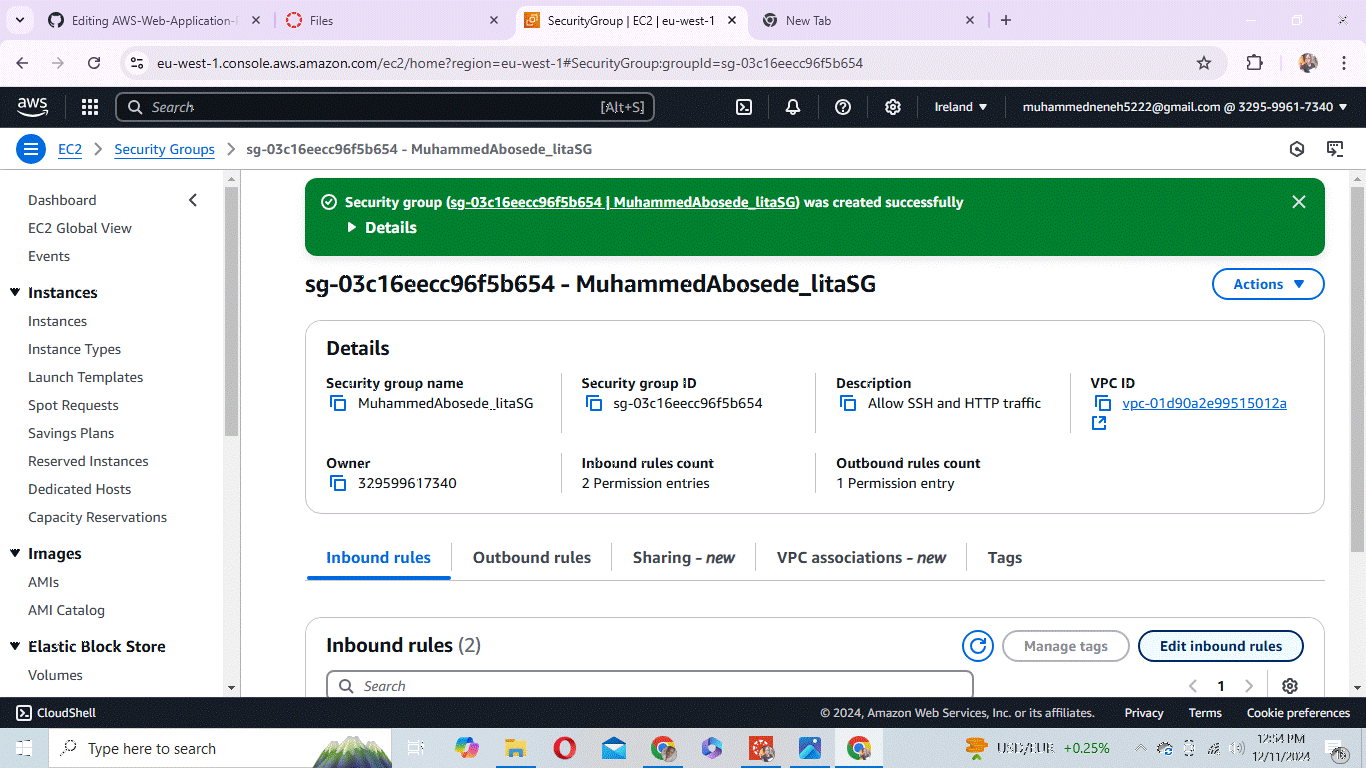 Editing AWS-Web-Application-
Files
SecurityGroup | EC2 | eu-west-1
New Tab
eu-west-1.console.aws.amazon.com/ec2/home?region=eu-west-1#SecurityGroup:groupId=sg-03c16eecc96f5b654
aws
Search
[Alt+S]
Ireland
muhammedneneh5222@gmail.com @ 3295-9961-7340
EC2 > Security Groups > sg-03c16eecc96f5b654 - MuhammedAbosede_litaSG
Dashboard
EC2 Global View
Events
Instances
Instances
Instance Types
Launch Templates
Spot Requests
Savings Plans
Reserved Instances
Dedicated Hosts
Capacity Reservations
Images
AMIs
AMI Catalog
Elastic Block Store
Volumes
Security group (sg-03c16eecc96f5b654 | MuhammedAbosede_litaSG) was created successfully
Details
sg-03c16eecc96f5b654 - MuhammedAbosede_litaSG
Actions
Details
Security group name
MuhammedAbosede_litaSG
Security group ID
sg-03c16eecc96f5b654
Description
Allow SSH and HTTP traffic
VPC ID
vpc-01d90a2e99515012a
Owner
329599617340
Inbound rules count
2 Permission entries
Outbound rules count
1 Permission entry
Inbound rules
Outbound rules
Sharing - new
VPC associations - new
Tags
Inbound rules (2)
Manage tags
Edit inbound rules
Search
1
CloudShell
© 2024, Amazon Web Services, Inc. or its affiliates.
Privacy
Terms
Cookie preferences
Type here to search
+0.25%
12:54 PM
12/11/2024